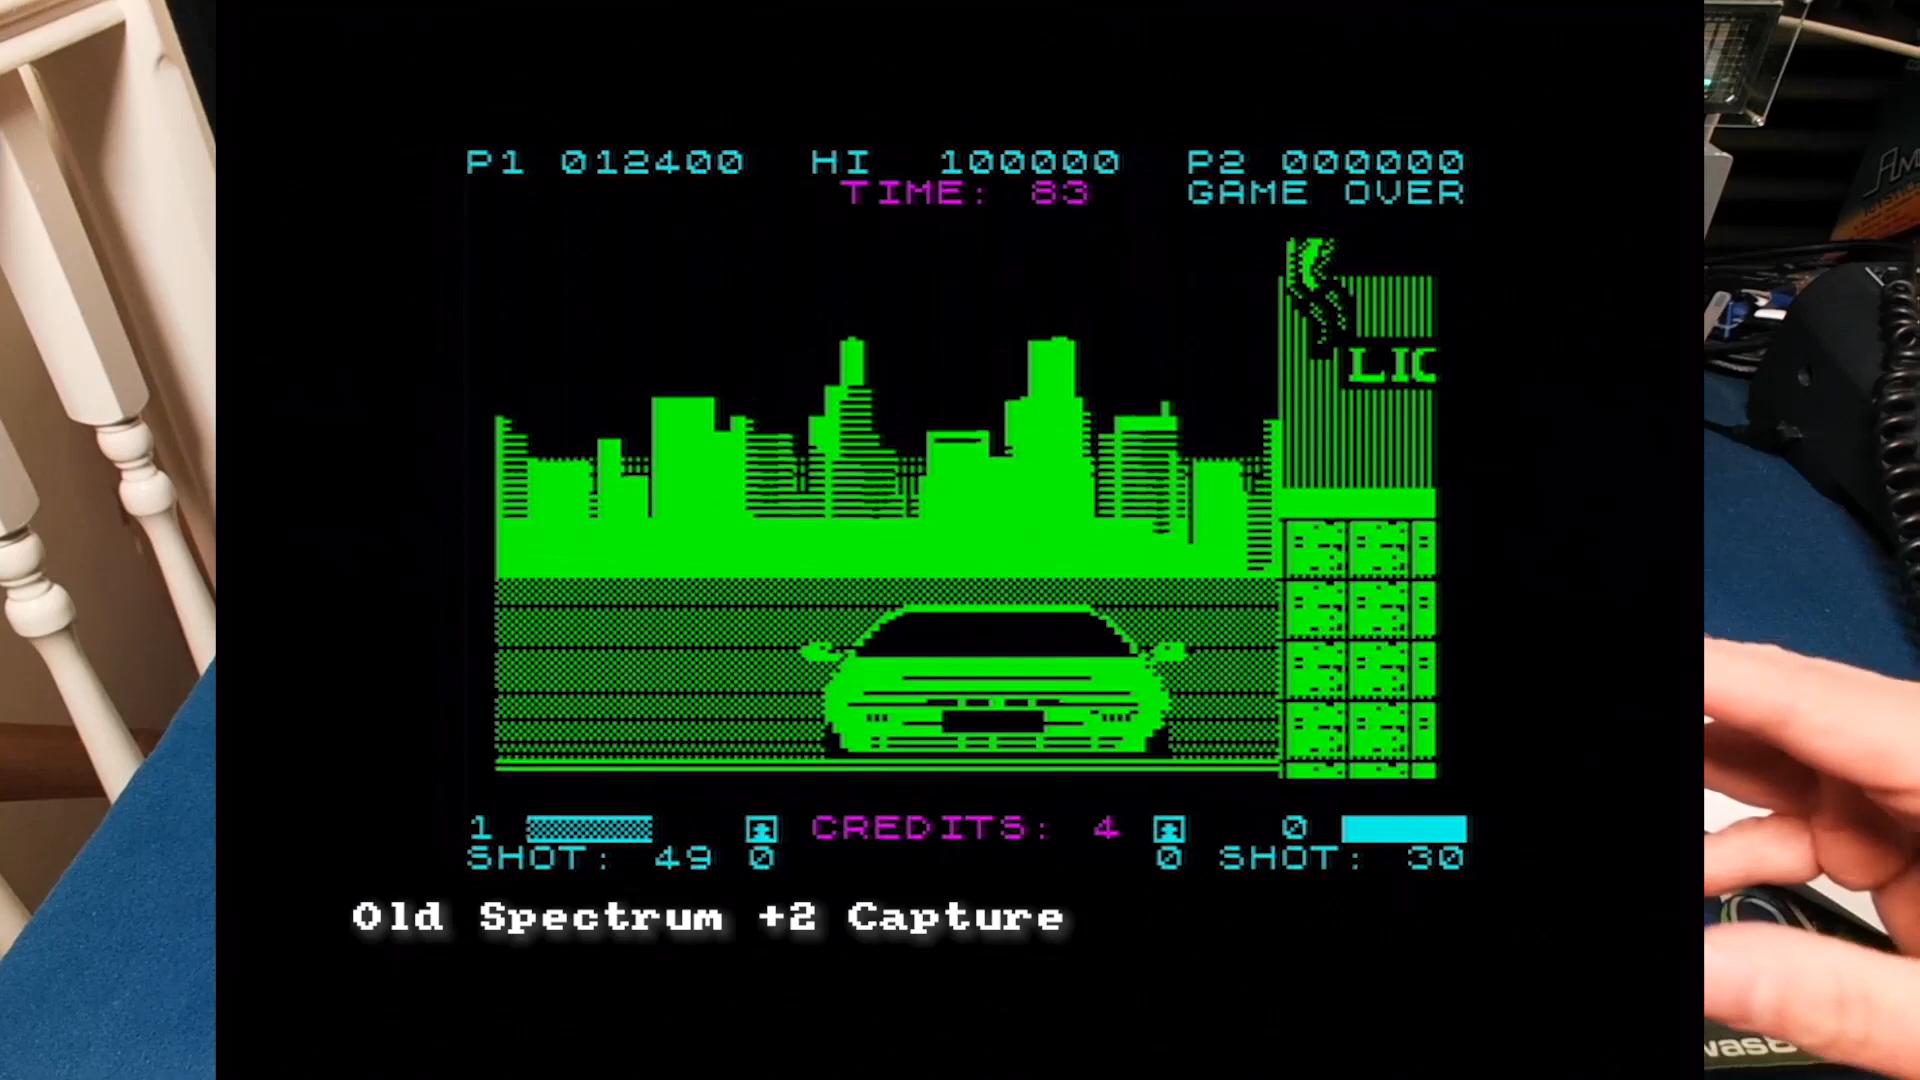 P1 012400 HI 100000 P2 000000
TIME: 83 GAME OVER
LIC
1 CREDITS: 4 0
SHOT: 49 0 0 SHOT: 30
Old Spectrum +2 Capture